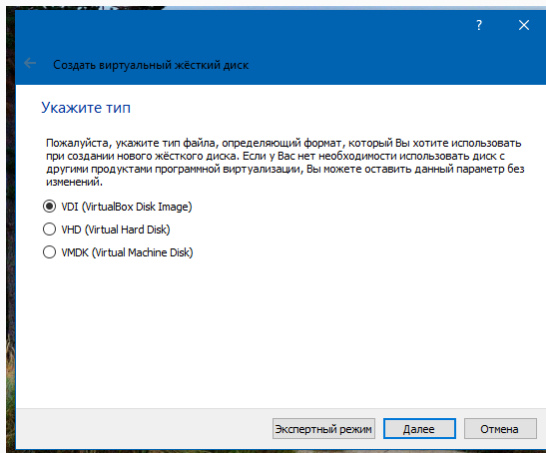 ?
Создать виртуальный жёсткий диск
Укажите тип
Пожалуйста, укажите тип файла, определяющий формат, который Вы хотите использовать
при создании нового жёсткого диска. Если у Вас нет необходимости использовать диск с
другими продуктами программной виртуализации, Вы можете оставить данный параметр без
изменений.
VDI (VirtualBox Disk Image)
VHD (Virtual Hard Disk)
VMDK (Virtual Machine Disk)
Экспертный режим Далее Отмена